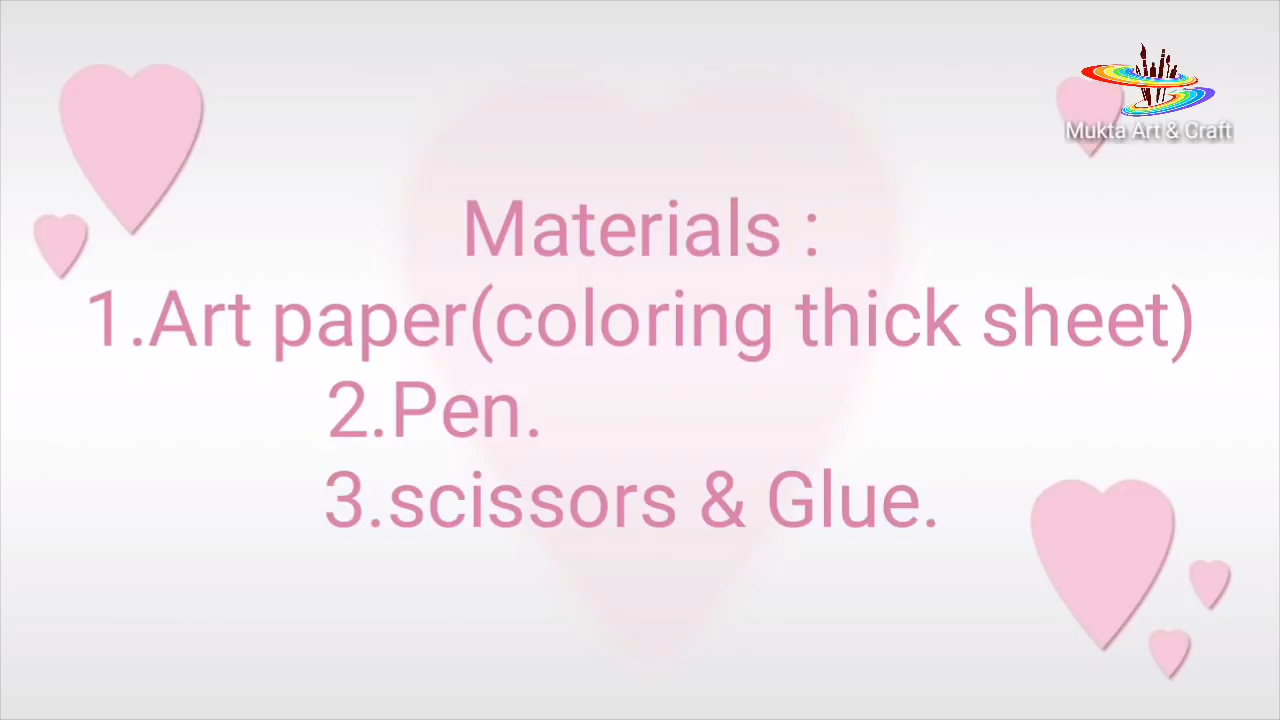 Mukta Art & Craft
Materials :
1.Art paper(coloring thick sheet)
2.Pen.
3.scissors & Glue.